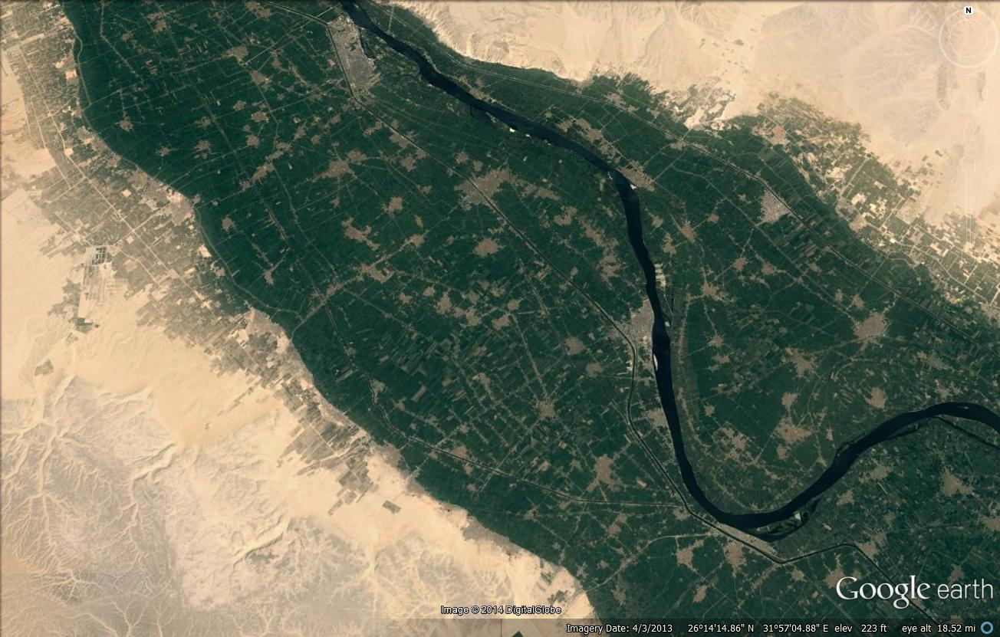 N
Google earth
Image © 2014 DigitalGlobe
Imagery Date: 4/3/2013 26°14'14.86" N 31°57'04.88" E elev 223 ft eye alt 18.52 mi